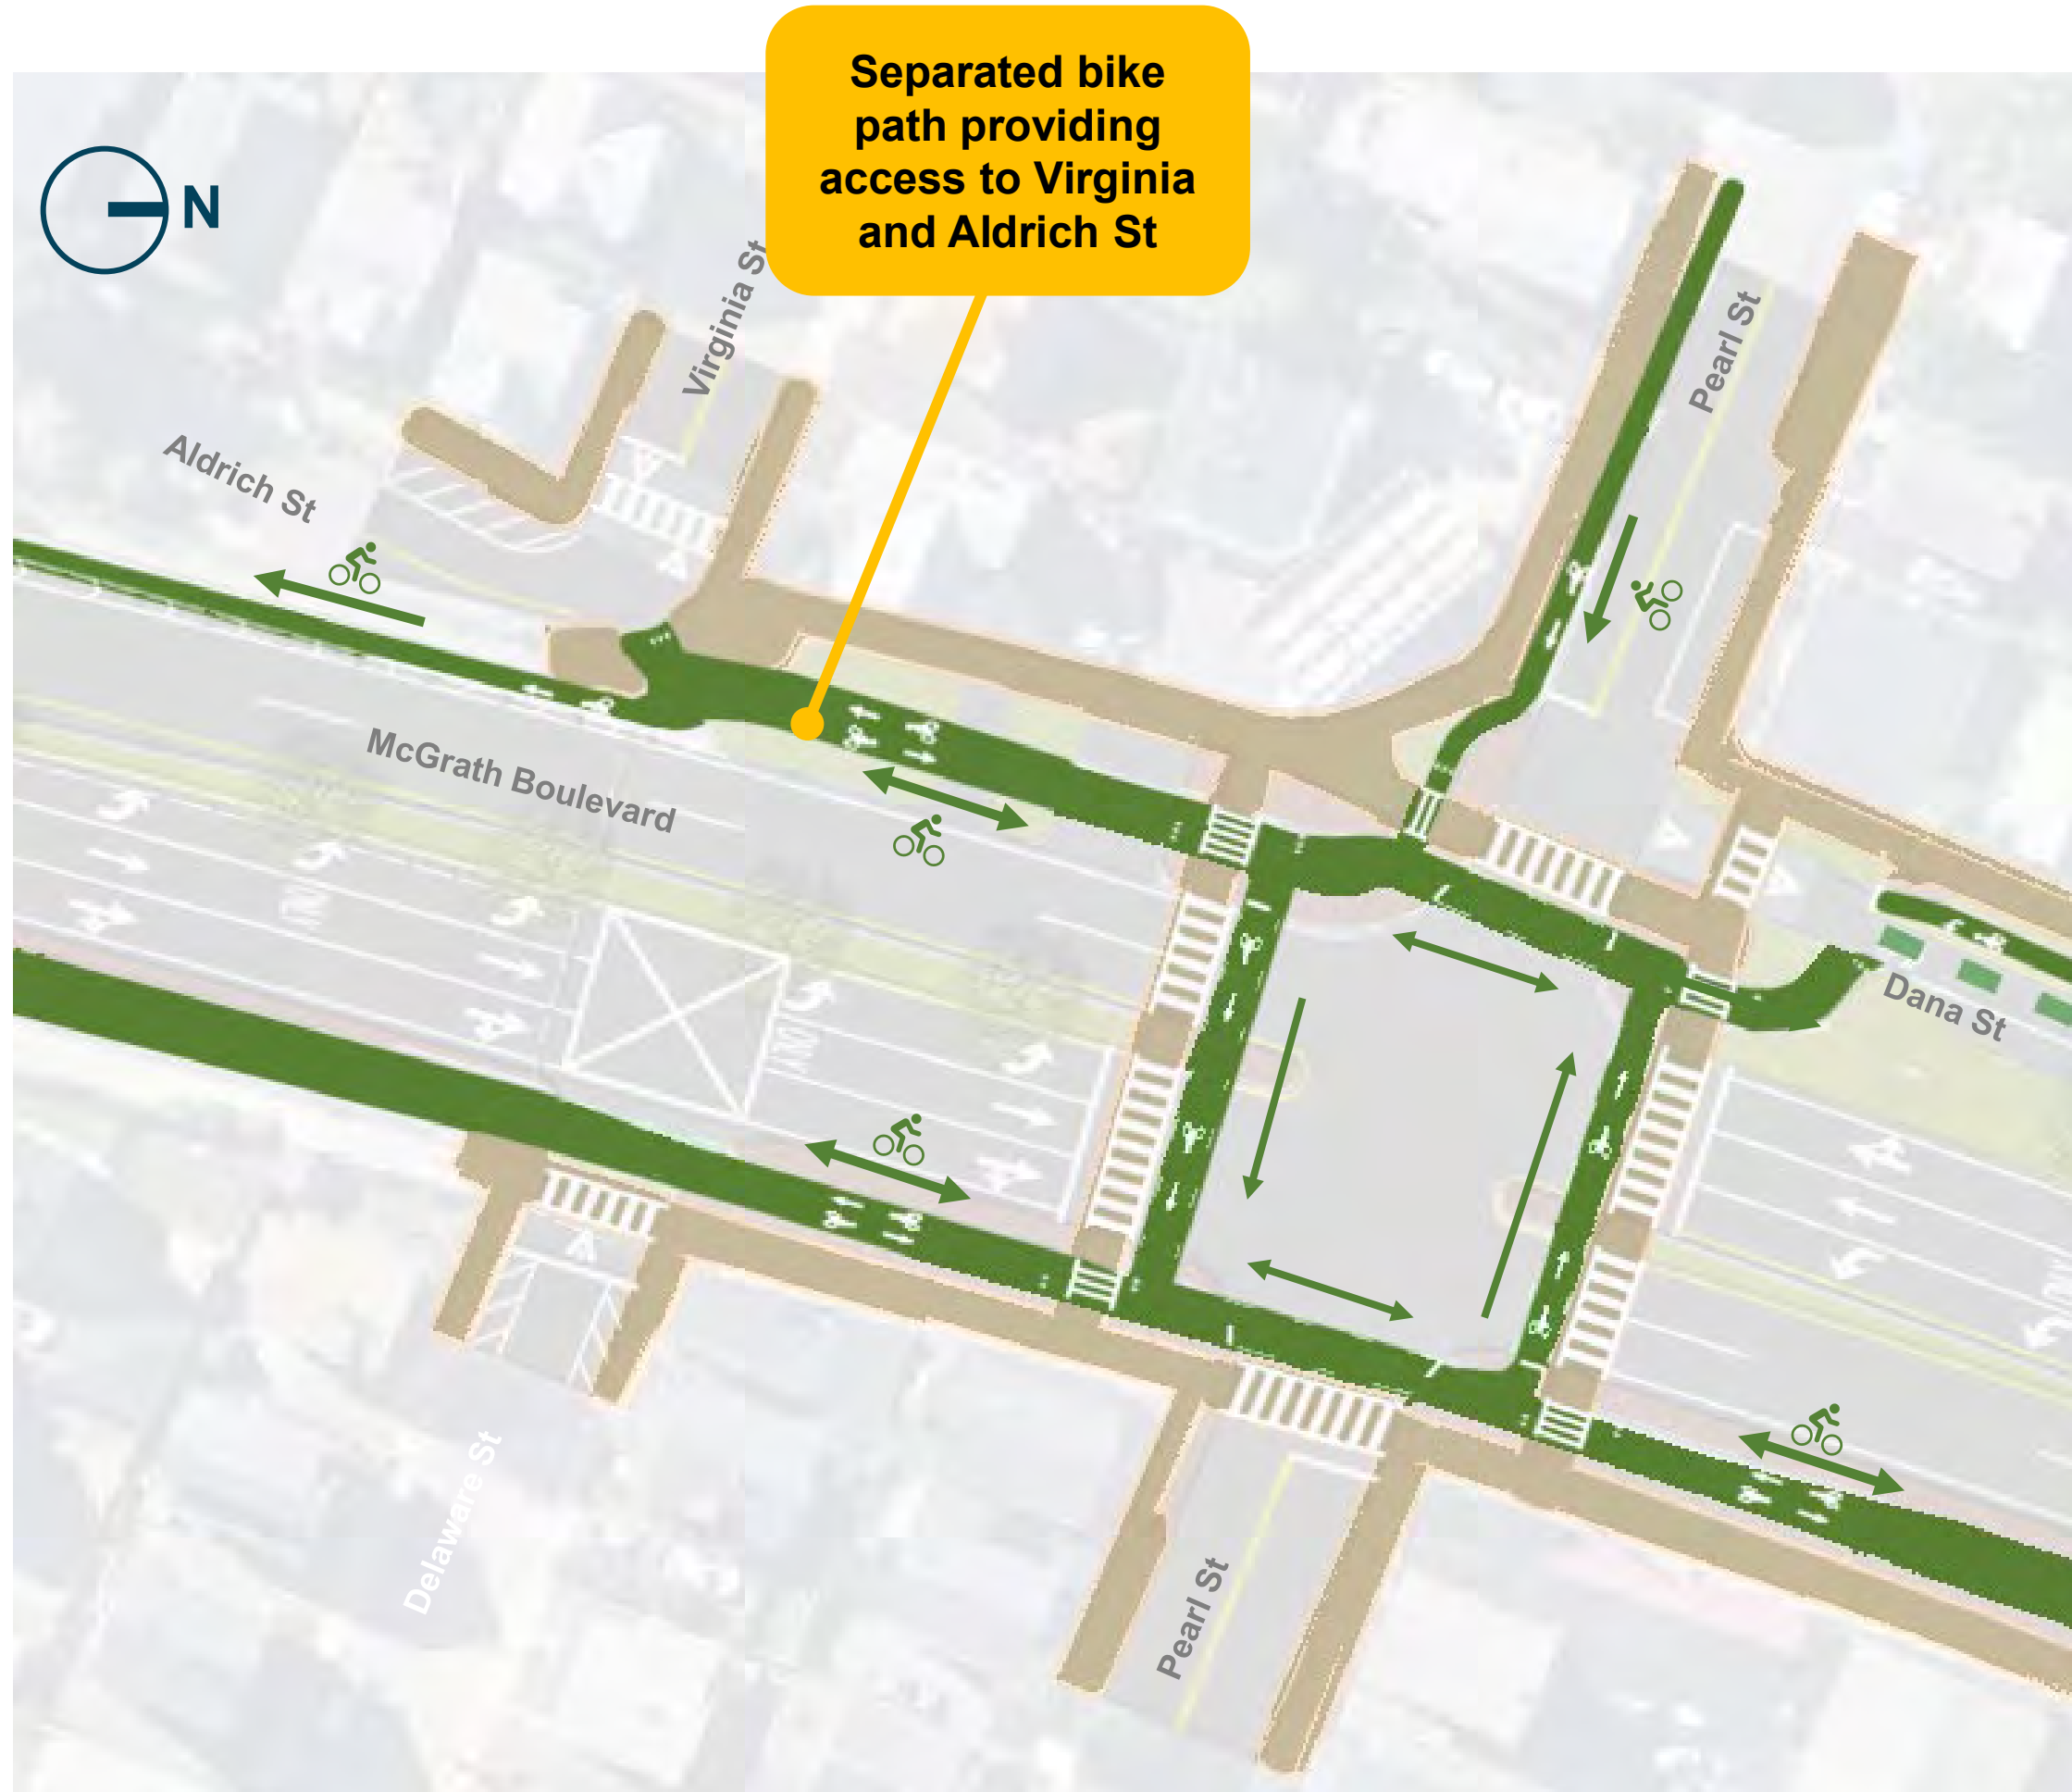 Separated bike
path providing
access to Virginia
and Aldrich St
N
Virginia St
Pearl St
Aldrich St
McGrath Boulevard
Dana St
Delaware St
Pearl St